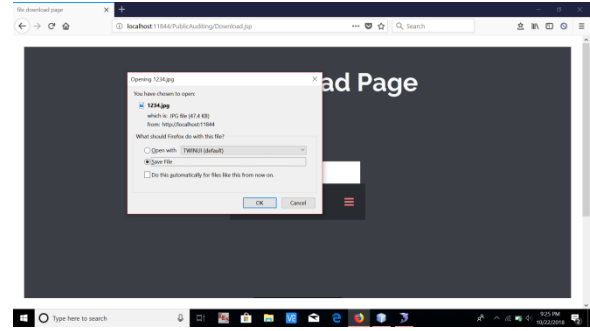 file download page
localhost:11844/PublicAuditing/Download.jsp
Search
ad Page
Opening 1234.jpg
You have chosen to open:
1234.jpg
which is: JPG file (47.4 KB)
from: http://localhost:11844
What should Firefox do with this file?
Open with TWINUI (default)
Save File
Do this automatically for files like this from now on.
OK Cancel
Type here to search
9:25 PM
10/22/2018